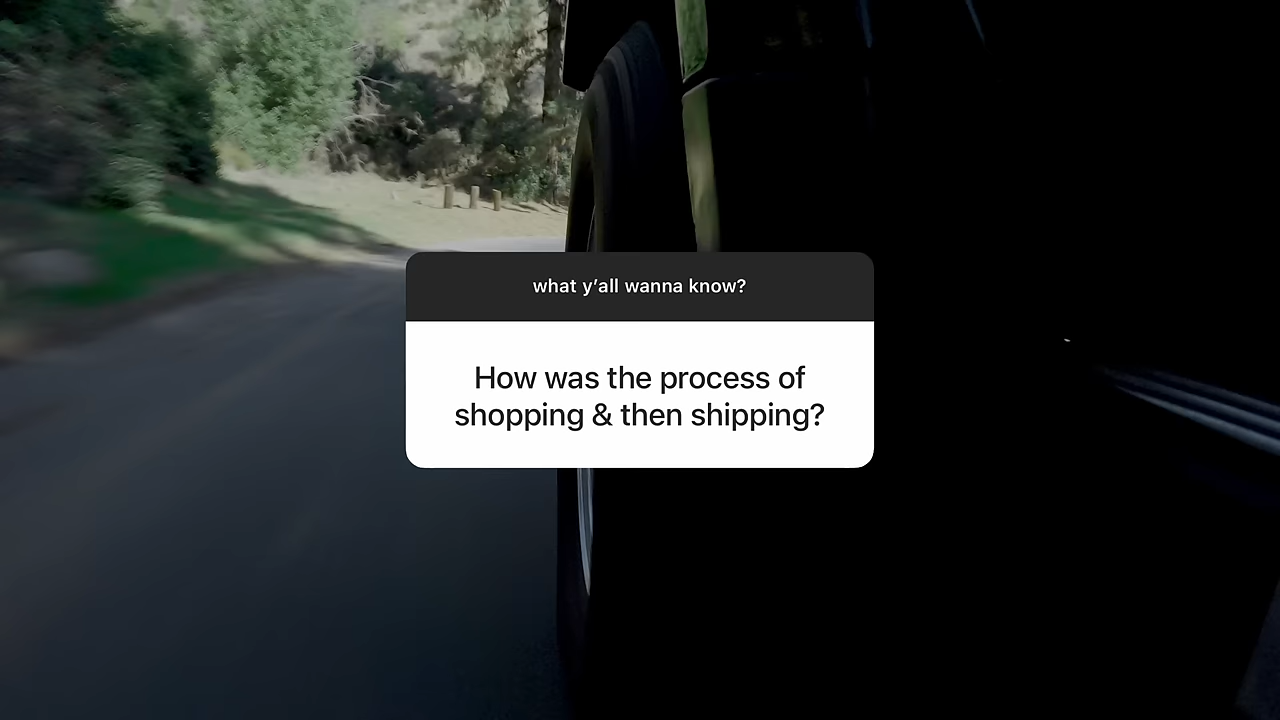 what y’all wanna know?
How was the process of
shopping & then shipping?